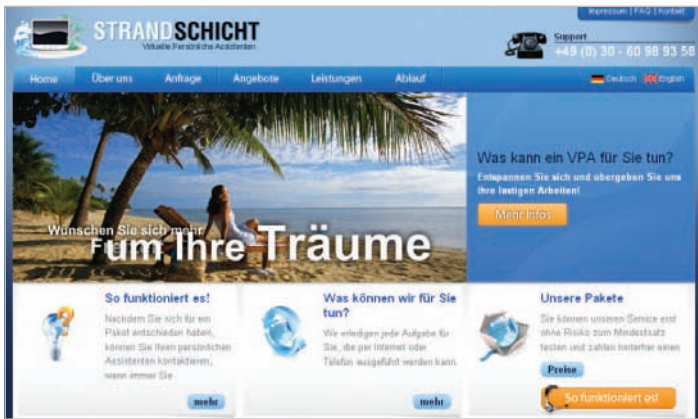 Impressum | FAQ | Kontakt
STRANDSCHICHT
Virtuelle Persönliche Assistenten
Support
+49 (0) 30 - 60 98 93 58
Home Über uns Anfrage Angebote Leistungen Ablauf
Deutsch English
Was kann ein VPA für Sie tun?
Entspannen Sie sich und übergeben Sie uns
Ihre lästigen Arbeiten!
Mehr Infos
Wünschen Sie sich mehr
um Ihre Träume
So funktioniert es!
Nachdem Sie sich für ein
Paket entschieden haben,
können Sie Ihren persönlichen
Assistenten kontaktieren,
wann immer Sie
mehr
Was können wir für Sie
tun?
Wir erledigen jede Aufgabe für
Sie, die per Internet oder
Telefon ausgeführt werden kann.
mehr
Unsere Pakete
Sie können unseren Service erst
ohne Risiko zum Mindestsatz
testen und zahlen hinterher einen
Preise
So funktioniert es!